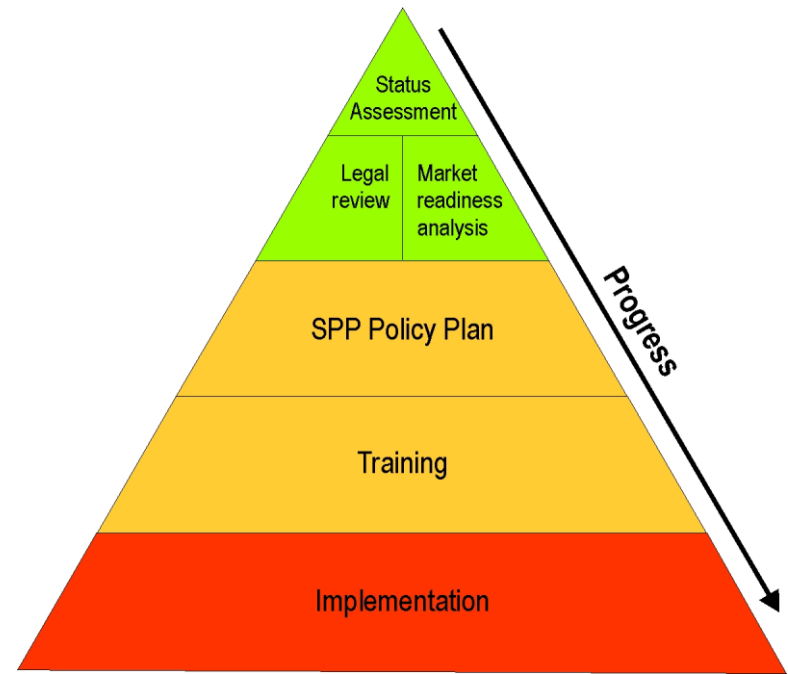 Status
Assessment
Legal
review
Market
readiness
analysis
SPP Policy Plan
Training
Implementation
Progress